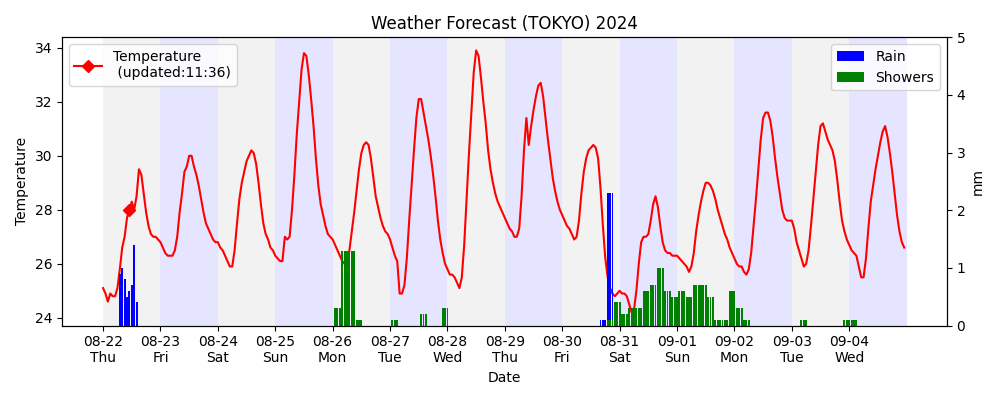 Weather Forecast (TOKYO) 2024
Temperature
(updated:11:36)
Rain
Showers
Temperature
34
32
30
28
26
24
5
4
3
2
1
0
mm
08-22 08-23 08-24 08-25 08-26 08-27 08-28 08-29 08-30 08-31 09-01 09-02 09-03 09-04
Thu Fri Sat Sun Mon Tue Wed Thu Fri Sat Sun Mon Tue Wed
Date